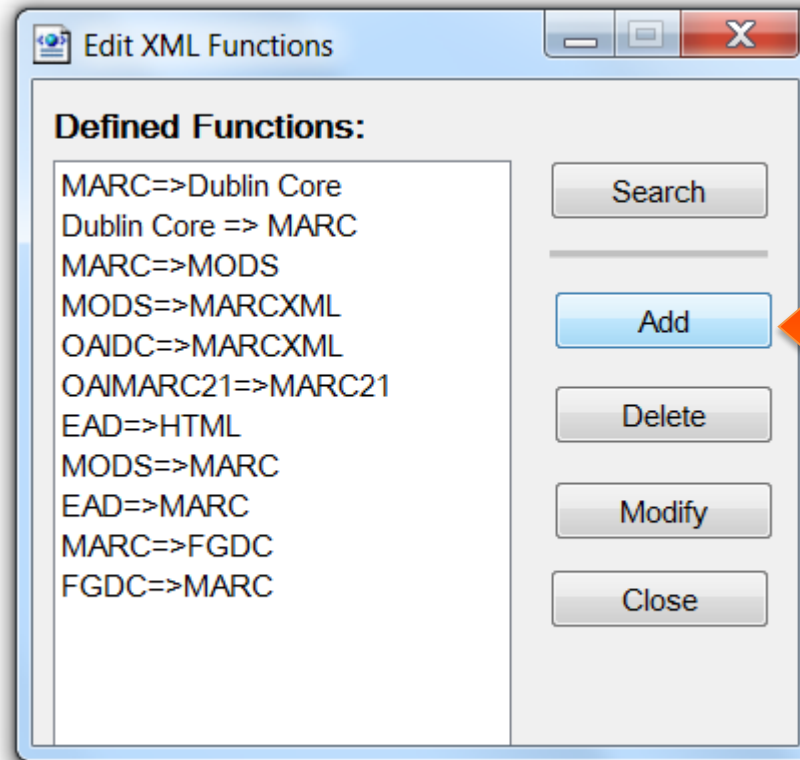 Edit XML Functions
Defined Functions:
MARC=>Dublin Core
Dublin Core => MARC
MARC=>MODS
MODS=>MARCXML
OAIDC=>MARCXML
OAIMARC21=>MARC21
EAD=>HTML
MODS=>MARC
EAD=>MARC
MARC=>FGDC
FGDC=>MARC
Search
Add
Delete
Modify
Close